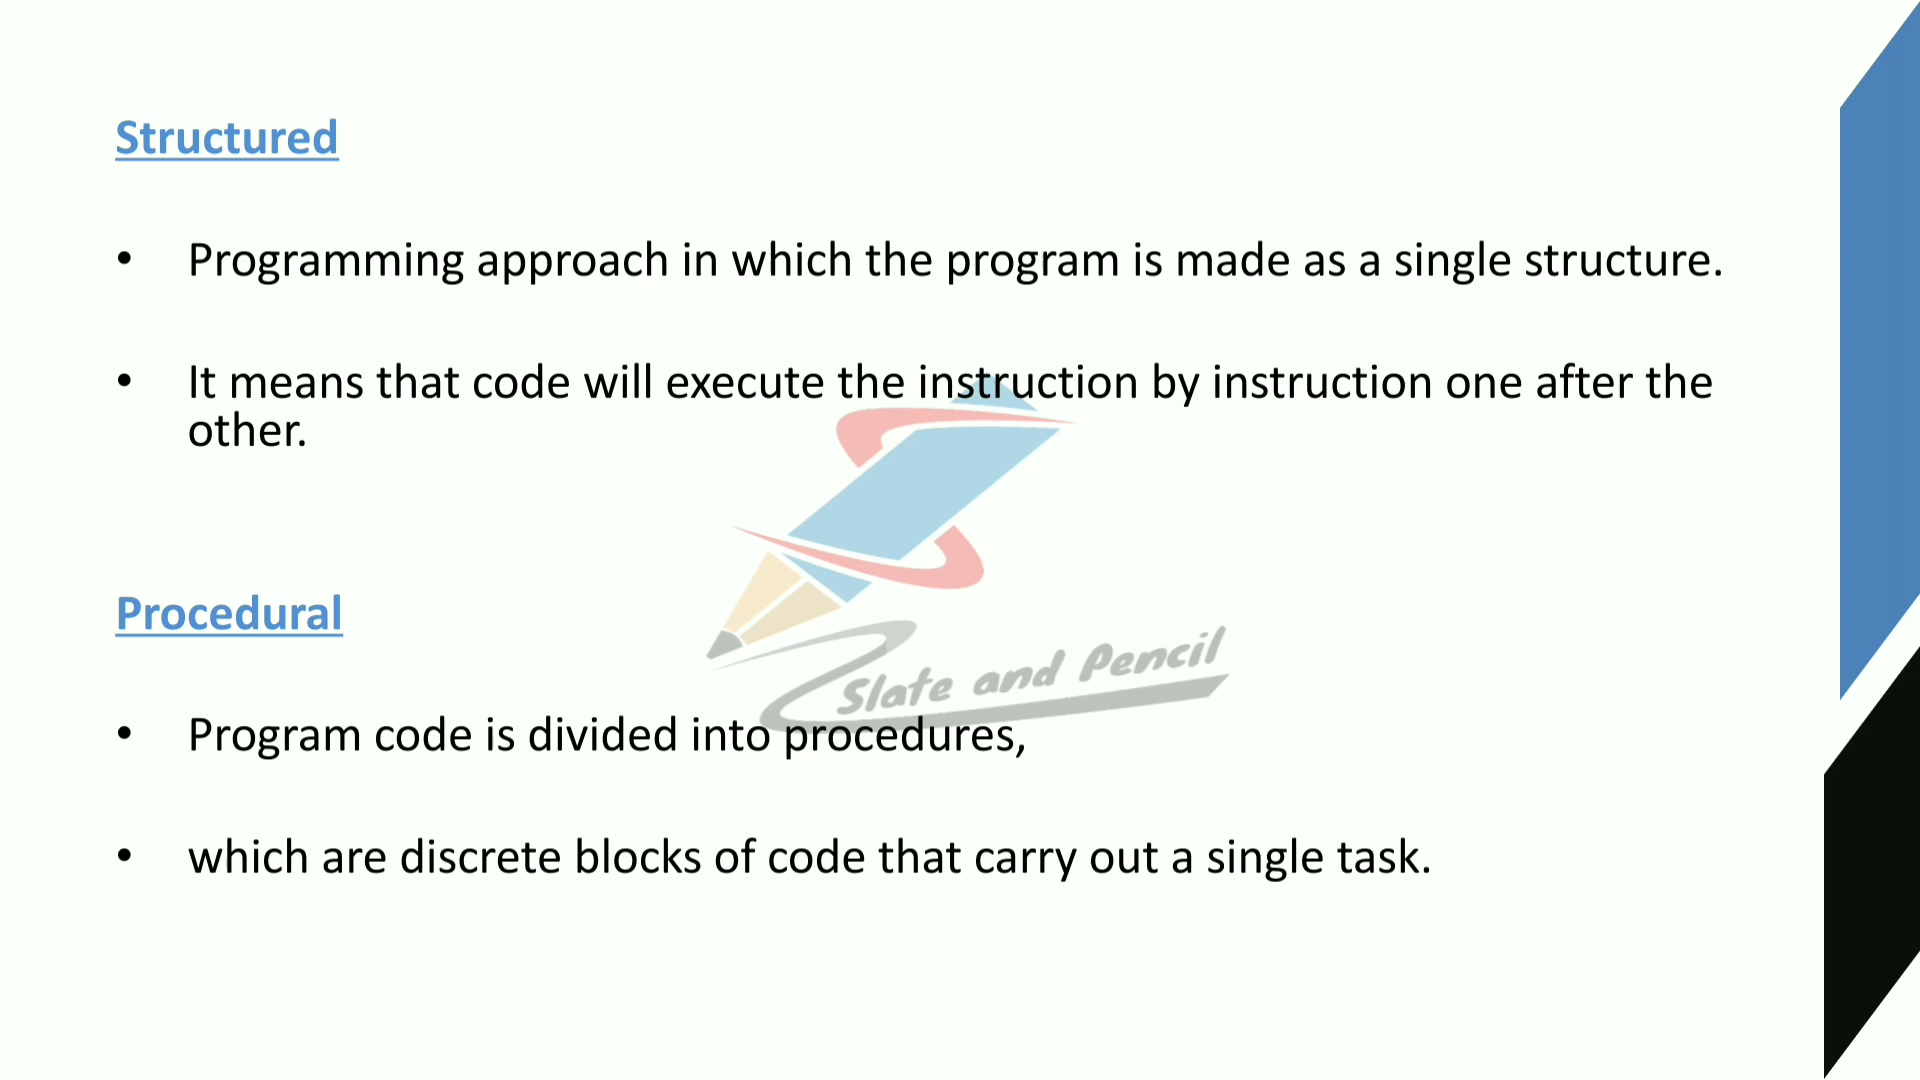 Structured
• Programming approach in which the program is made as a single structure.
• It means that code will execute the instruction by instruction one after the
other.
Slate and Pencil
Procedural
• Program code is divided into procedures,
• which are discrete blocks of code that carry out a single task.